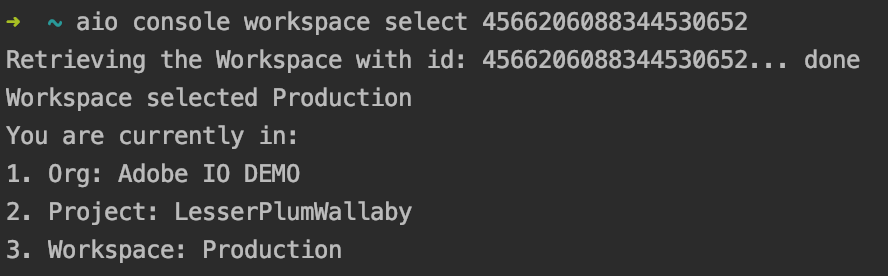 ➜ ~ aio console workspace select 4566206088344530652
Retrieving the Workspace with id: 4566206088344530652... done
Workspace selected Production
You are currently in:
1. Org: Adobe IO DEMO
2. Project: LesserPlumWallaby
3. Workspace: Production